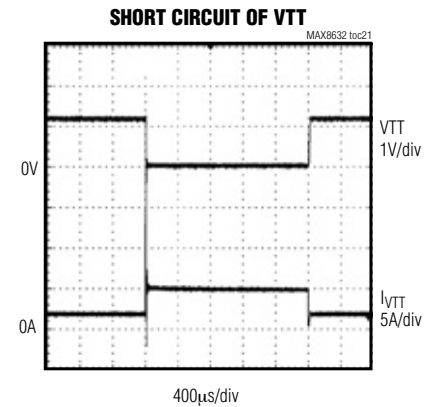 SHORT CIRCUIT OF VTT
MAX8632 toc21
VTT
1V/div
0V
IVTT
5A/div
0A
400μs/div